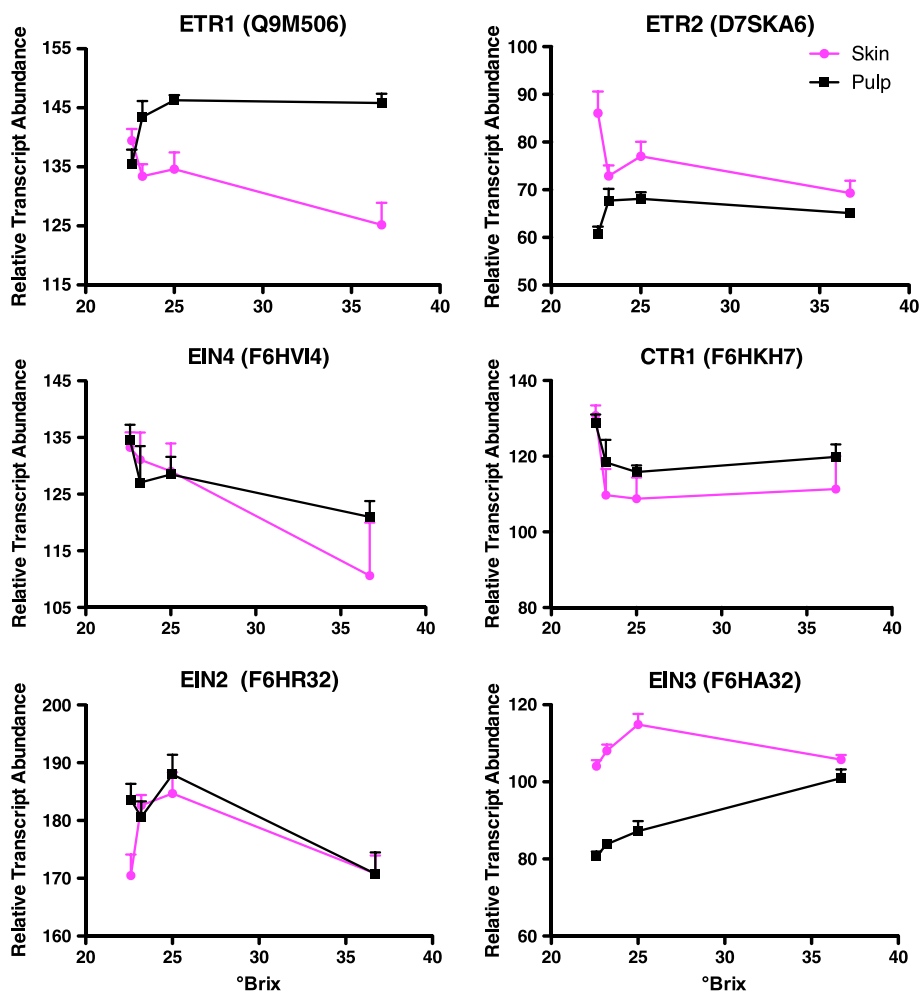 ETR1 (Q9M506)
Relative Transcript Abundance
155
145
135
125
115
20 25 30 35 40
ETR2 (D7SKA6)
Skin
Pulp
Relative Transcript Abundance
100
90
80
70
60
50
20 25 30 35 40
EIN4 (F6HVI4)
Relative Transcript Abundance
145
135
125
115
105
20 25 30 35 40
CTR1 (F6HKH7)
Relative Transcript Abundance
140
120
100
80
20 25 30 35 40
EIN2 (F6HR32)
Relative Transcript Abundance
200
190
180
170
160
20 25 30 35 40
°Brix
EIN3 (F6HA32)
Relative Transcript Abundance
120
100
80
60
20 25 30 35 40
°Brix